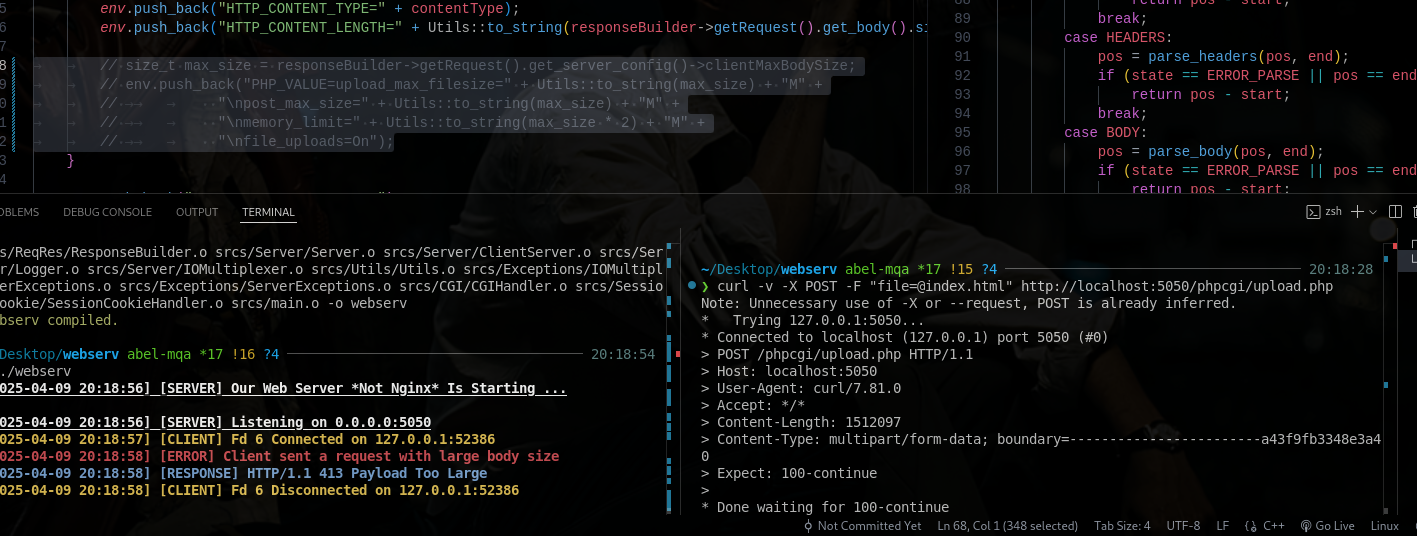 5 env.push_back("HTTP_CONTENT_TYPE=" + contentType);
6 env.push_back("HTTP_CONTENT_LENGTH=" + Utils::to_string(responseBuilder->getRequest().get_body().si
7
8 // size_t max_size = responseBuilder->getRequest().get_server_config()->clientMaxBodySize;
9 // env.push_back("PHP_VALUE=upload_max_filesize=" + Utils::to_string(max_size) + "M" +
0 // "\npost_max_size=" + Utils::to_string(max_size) + "M" +
1 // "\nmemory_limit=" + Utils::to_string(max_size * 2) + "M" +
2 // "\nfile_uploads=On");
3 }
4
88 return pos - start;
89 break;
90 case HEADERS:
91 pos = parse_headers(pos, end);
92 if (state == ERROR_PARSE || pos == end
93 return pos - start;
94 break;
95 case BODY:
96 pos = parse_body(pos, end);
97 if (state == ERROR_PARSE || pos == end
98 return pos - start;
OBLEMS DEBUG CONSOLE OUTPUT TERMINAL
zsh
s/ReqRes/ResponseBuilder.o srcs/Server/Server.o srcs/Server/ClientServer.o srcs/Ser
r/Logger.o srcs/Server/IOMultiplexer.o srcs/Utils/Utils.o srcs/Exceptions/IOMultipl
erExceptions.o srcs/Exceptions/ServerExceptions.o srcs/CGI/CGIHandler.o srcs/Sessio
ookie/SessionCookieHandler.o srcs/main.o -o webserv
bserv compiled.
Desktop/webserv abel-mqa *17 !16 ?4 20:18:54
./webserv
025-04-09 20:18:56] [SERVER] Our Web Server *Not Nginx* Is Starting ...
025-04-09 20:18:56] [SERVER] Listening on 0.0.0.0:5050
025-04-09 20:18:57] [CLIENT] Fd 6 Connected on 127.0.0.1:52386
025-04-09 20:18:58] [ERROR] Client sent a request with large body size
025-04-09 20:18:58] [RESPONSE] HTTP/1.1 413 Payload Too Large
025-04-09 20:18:58] [CLIENT] Fd 6 Disconnected on 127.0.0.1:52386
~/Desktop/webserv abel-mqa *17 !15 ?4 20:18:28
❯ curl -v -X POST -F "file=@index.html" http://localhost:5050/phpcgi/upload.php
Note: Unnecessary use of -X or --request, POST is already inferred.
*   Trying 127.0.0.1:5050...
* Connected to localhost (127.0.0.1) port 5050 (#0)
> POST /phpcgi/upload.php HTTP/1.1
> Host: localhost:5050
> User-Agent: curl/7.81.0
> Accept: */*
> Content-Length: 1512097
> Content-Type: multipart/form-data; boundary=------------------------a43f9fb3348e3a4
0
> Expect: 100-continue
>
* Done waiting for 100-continue
Not Committed Yet Ln 68, Col 1 (348 selected) Tab Size: 4 UTF-8 LF C++ Go Live Linux